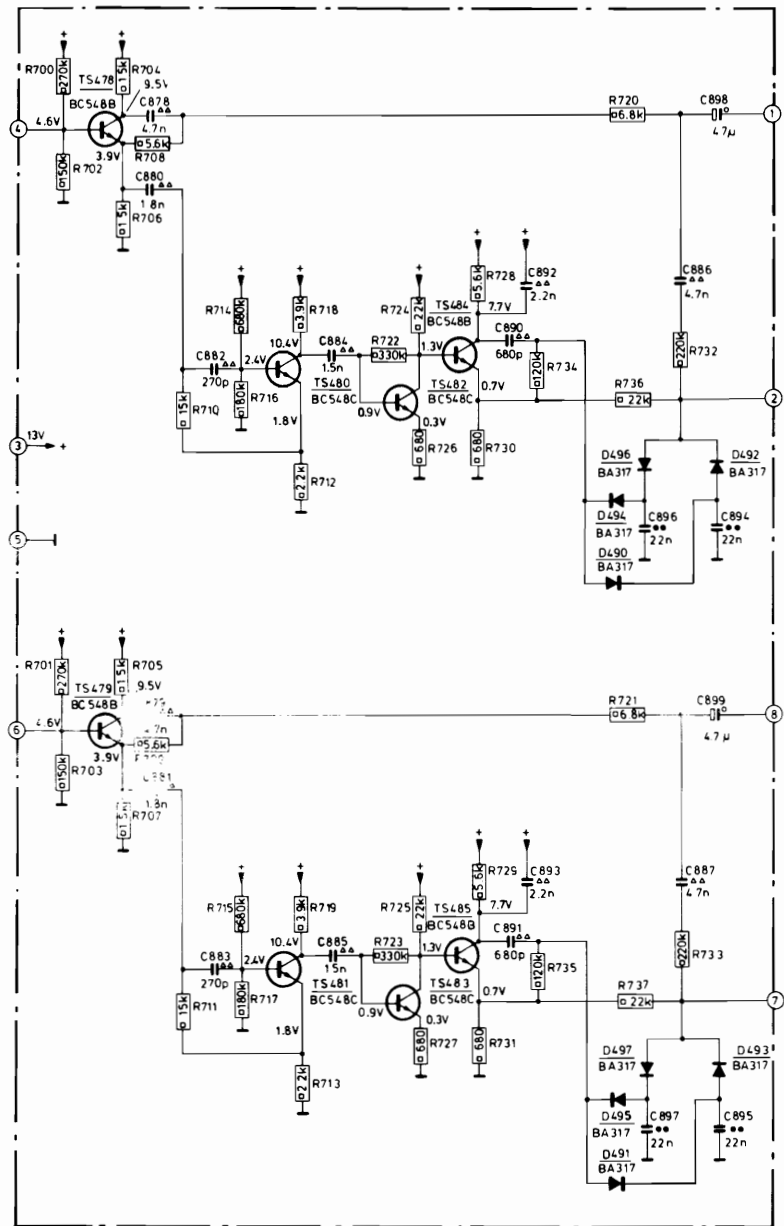 +
+
R700
270k
TS478
BC548B
R704
1.5k
9.5V
C878
4.7n
R720
6.8k
C898
4.7µ
1
4
4.6V
3.9V
5.6k
R708
150k
R702
C880
1.8n
1.5k
R706
+
+
+
+
+
R714
680k
R718
3.9k
R724
22k
TS484
BC548B
R728
5.6k
7.7V
C892
2.2n
C886
4.7n
C882
270p
2.4V
10.4V
C884
1.5n
R722
330k
1.3V
C890
680p
120k
R734
220k
R732
180k
R716
TS480
BC548C
TS482
BC548C
0.7V
R736
22k
2
15k
R710
1.8V
0.9V
0.3V
680
R726
680
R730
3
13V
+
2.2k
R712
D496
BA317
D492
BA317
D494
BA317
C896
22n
C894
22n
D490
BA317
5
+
+
R701
270k
TS479
BC548B
R705
1.5k
9.5V
R721
6.8k
C899
4.7µ
8
6
4.6V
3.9V
5.6k
150k
R703
1.8n
1.5k
R707
+
+
+
+
+
R715
680k
R719
3.9k
R725
22k
TS485
BC548B
R729
5.6k
7.7V
C893
2.2n
C887
4.7n
C883
270p
2.4V
10.4V
C885
1.5n
R723
330k
1.3V
C891
680p
120k
R735
220k
R733
180k
R717
TS481
BC548C
TS483
BC548C
0.7V
R737
22k
7
15k
R711
1.8V
0.9V
0.3V
680
R727
680
R731
2.2k
R713
D497
BA317
D493
BA317
D495
BA317
C897
22n
C895
22n
D491
BA317